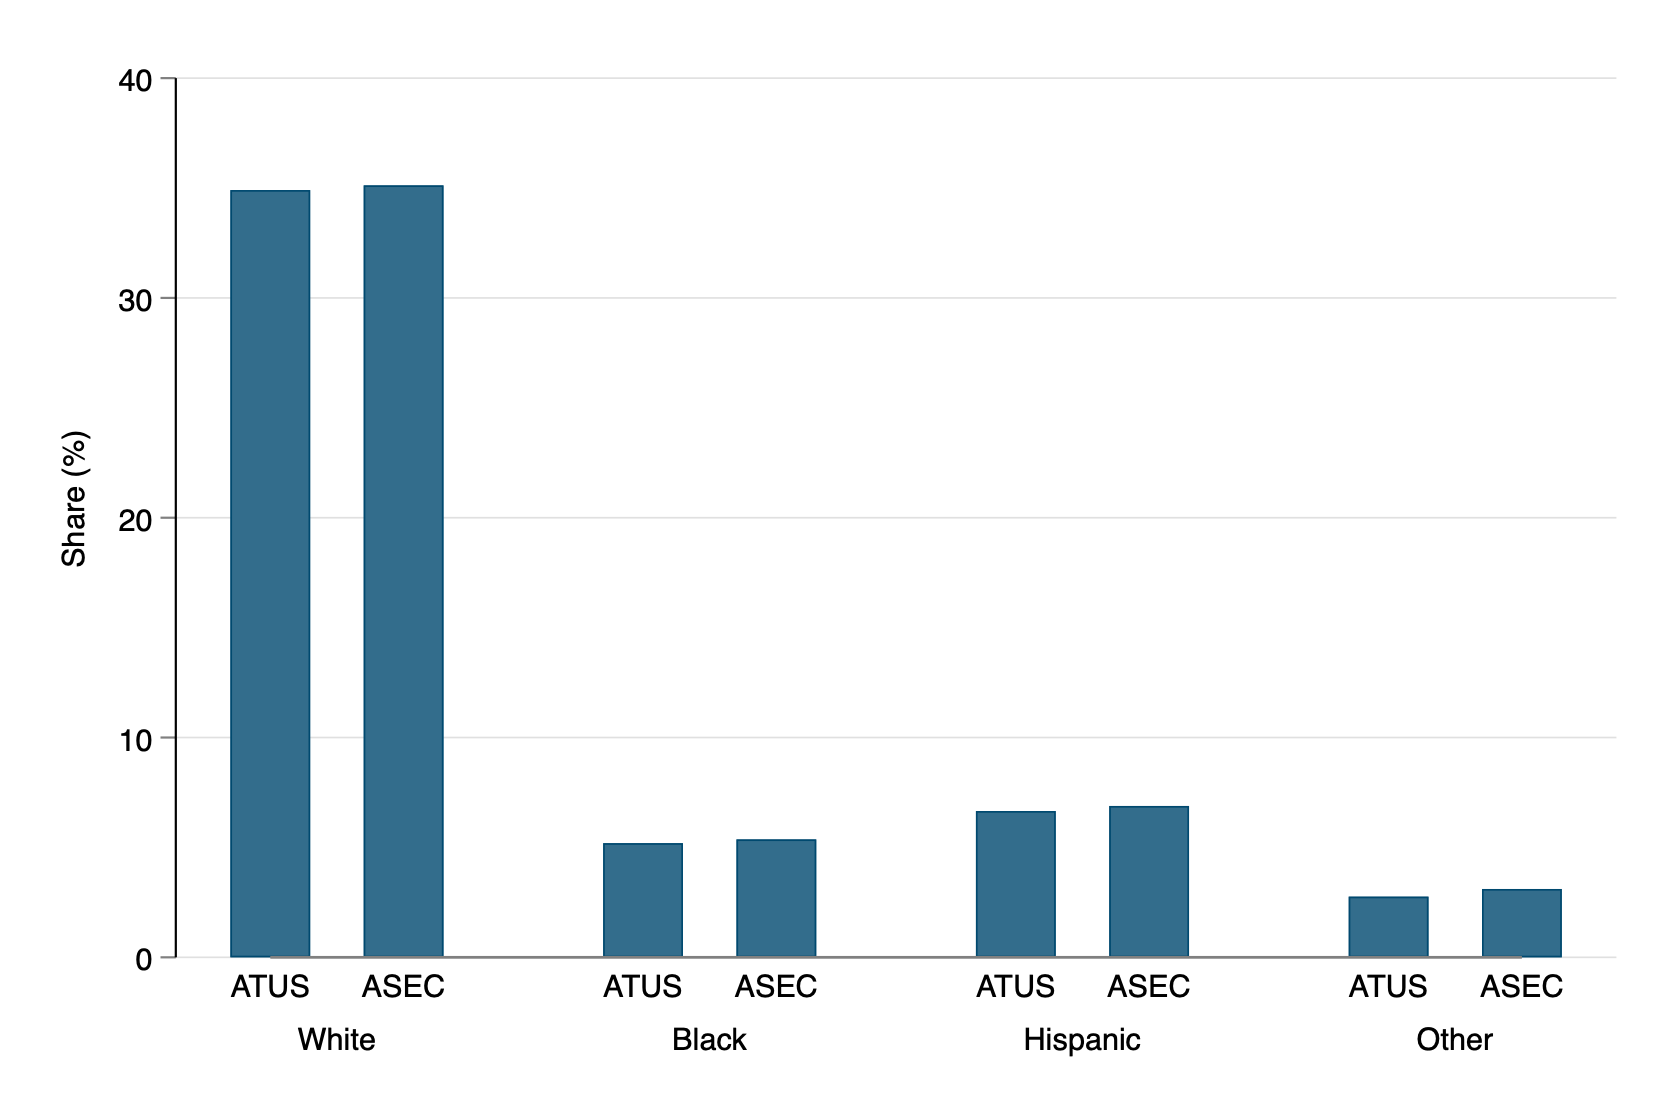 Share (%)
40
30
20
10
0
ATUS ASEC ATUS ASEC ATUS ASEC ATUS ASEC
White Black Hispanic Other